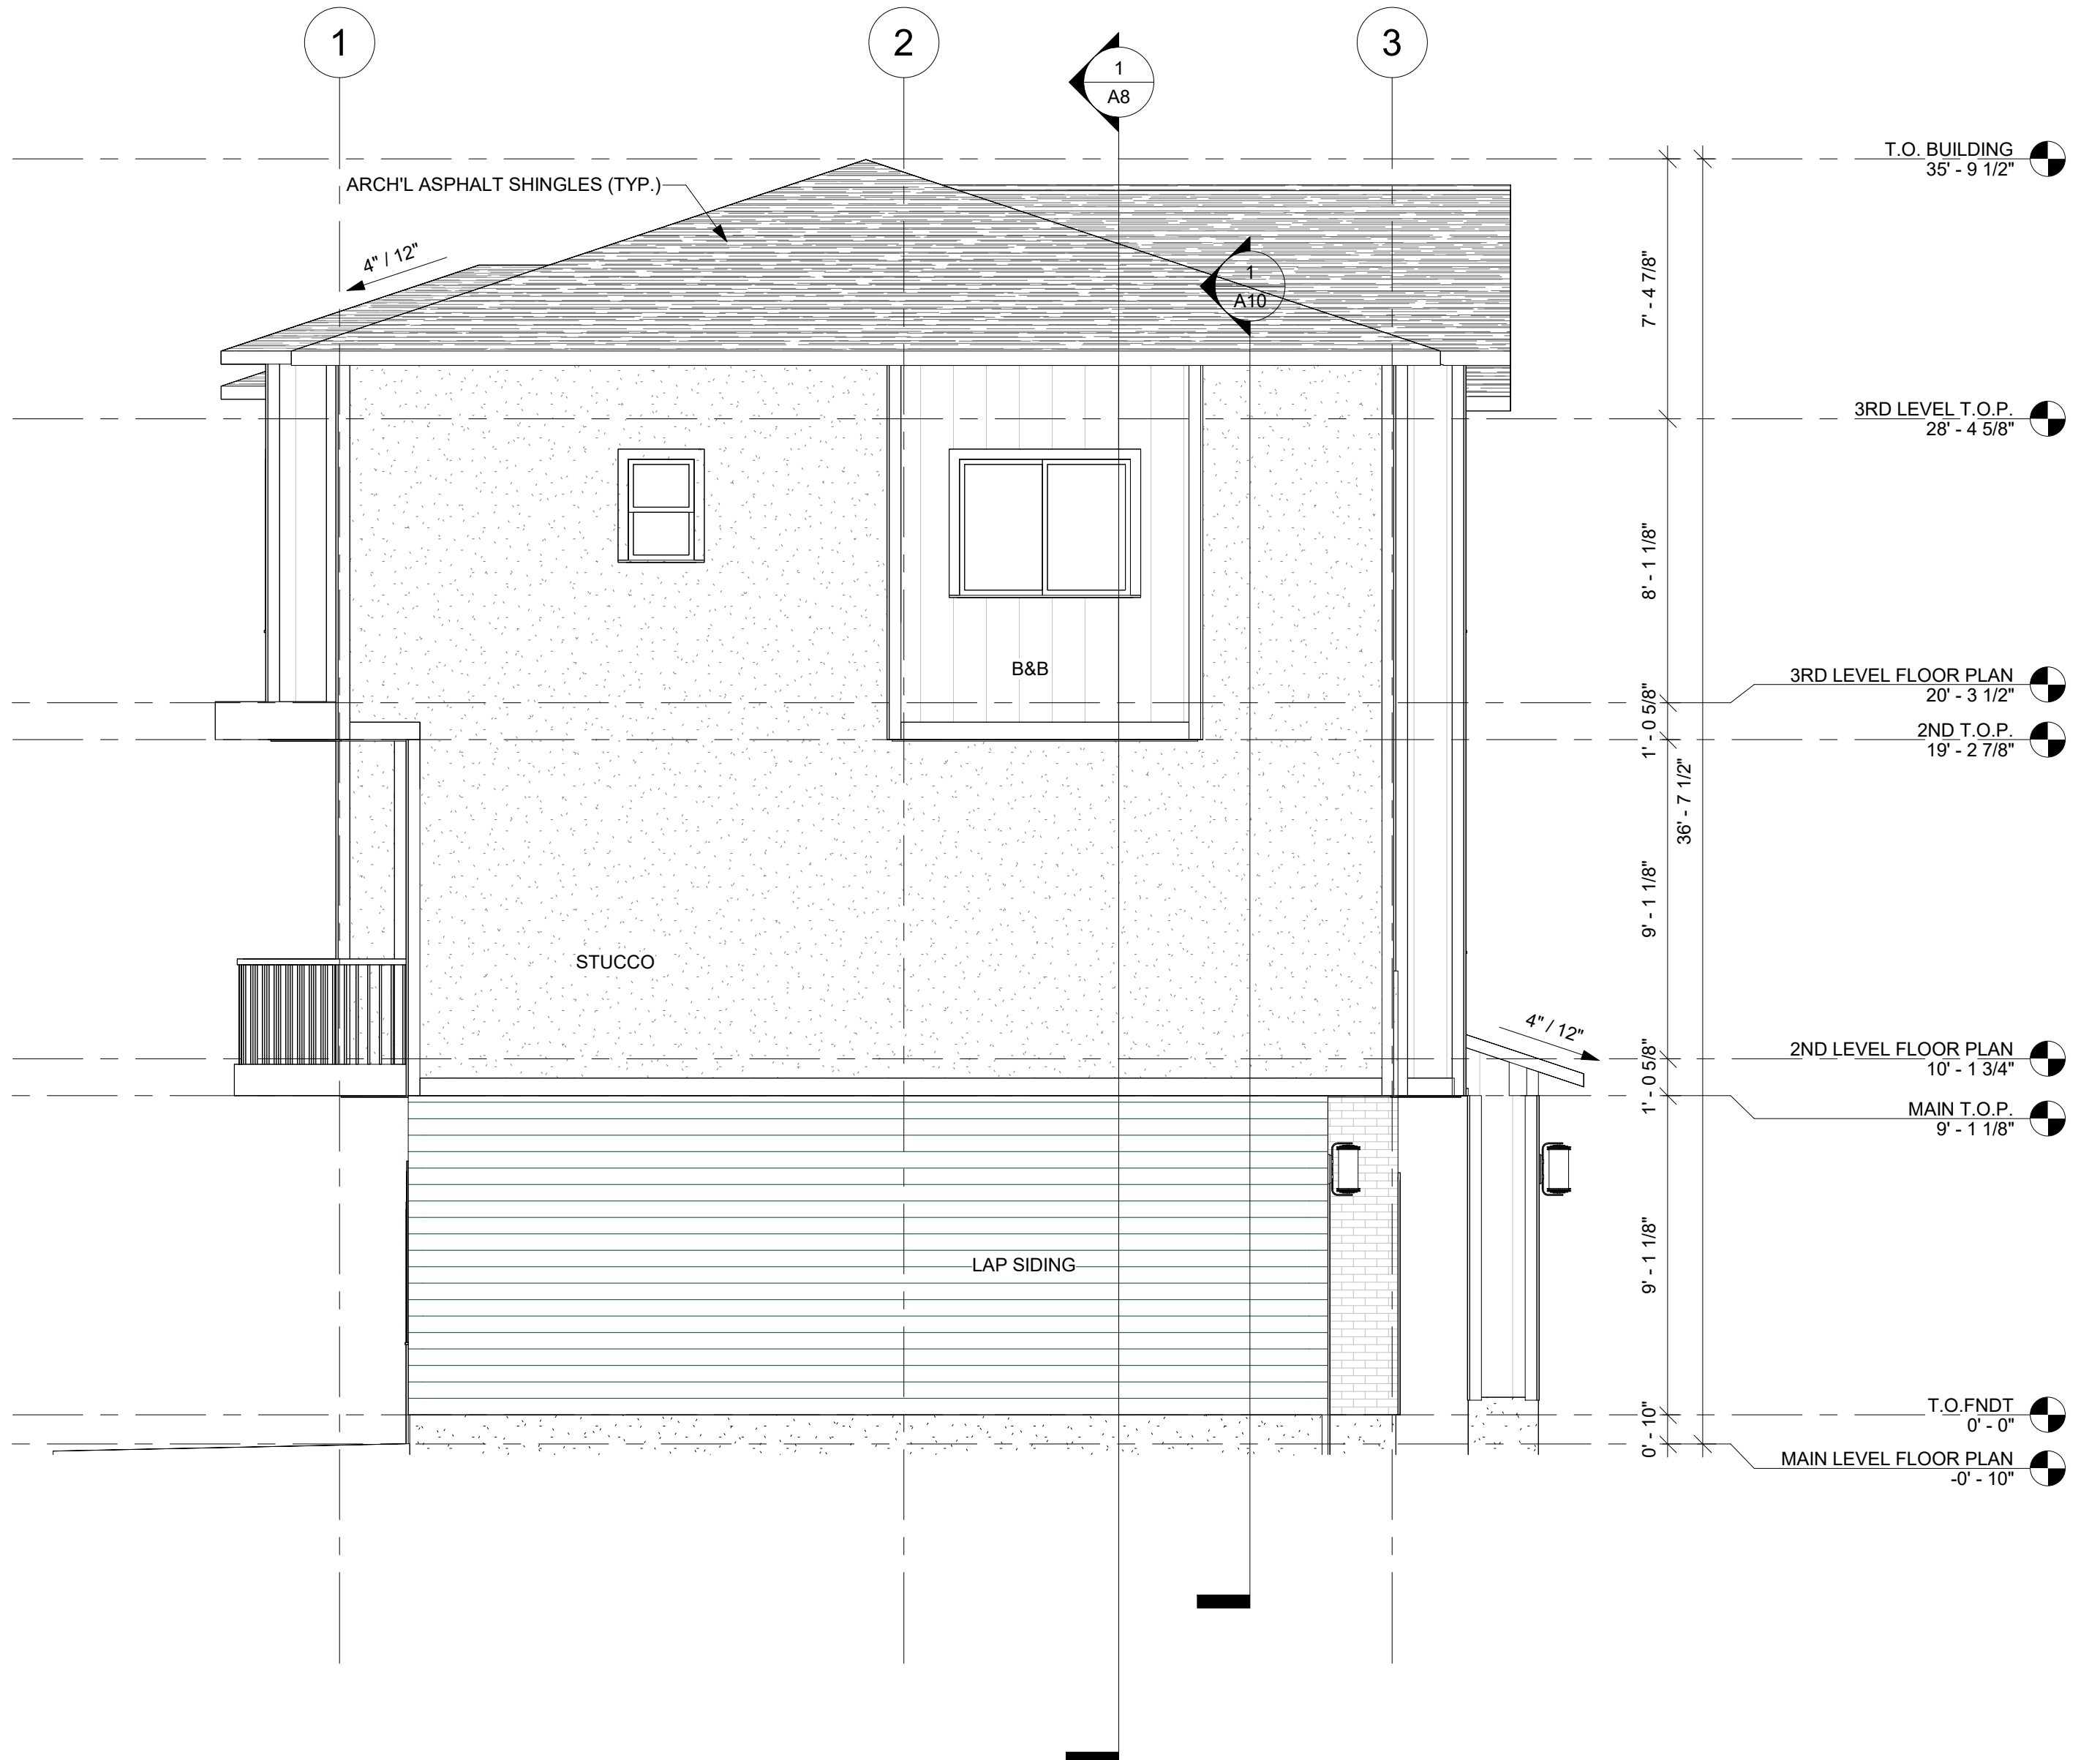 1
2
3
1
A8
T.O. BUILDING
35' - 9 1/2"
ARCH'L ASPHALT SHINGLES (TYP.)
4" / 12"
1
A10
7' - 4 7/8"
3RD LEVEL T.O.P.
28' - 4 5/8"
8' - 1 1/8"
B&B
3RD LEVEL FLOOR PLAN
20' - 3 1/2"
1' - 0 5/8"
2ND T.O.P.
19' - 2 7/8"
36' - 7 1/2"
9' - 1 1/8"
STUCCO
4" / 12"
2ND LEVEL FLOOR PLAN
10' - 1 3/4"
1' - 0 5/8"
MAIN T.O.P.
9' - 1 1/8"
9' - 1 1/8"
LAP SIDING
T.O.FNDT
0' - 0"
0' - 10"
MAIN LEVEL FLOOR PLAN
-0' - 10"